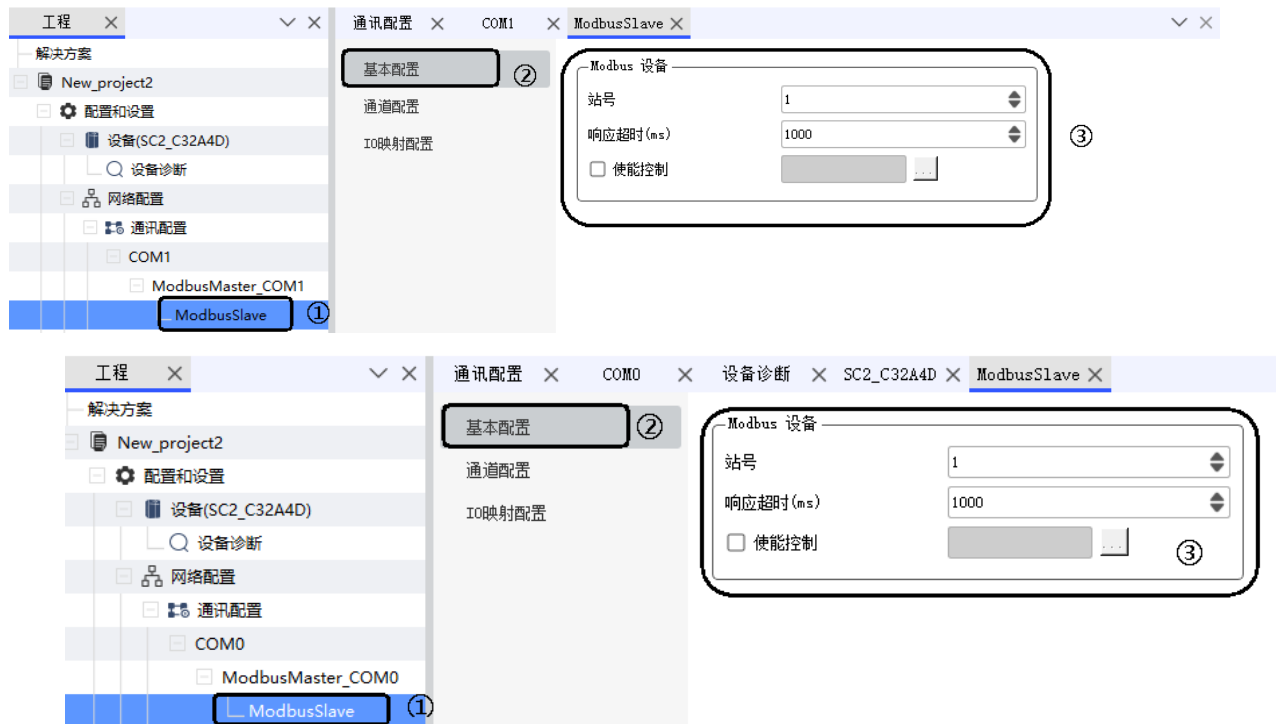 工程
通讯配置 COM1 ModbusSlave
解决方案
New_project2
配置和设置
设备(SC2_C32A4D)
设备诊断
网络配置
通讯配置
COM1
ModbusMaster_COM1
ModbusSlave ①
基本配置 ②
通道配置
IO映射配置
Modbus 设备
站号 1
响应超时(ms) 1000
使能控制 ...
③
工程
通讯配置 COM0 设备诊断 SC2_C32A4D ModbusSlave
解决方案
New_project2
配置和设置
设备(SC2_C32A4D)
设备诊断
网络配置
通讯配置
COM0
ModbusMaster_COM0
ModbusSlave ①
基本配置 ②
通道配置
IO映射配置
Modbus 设备
站号 1
响应超时(ms) 1000
使能控制 ...
③